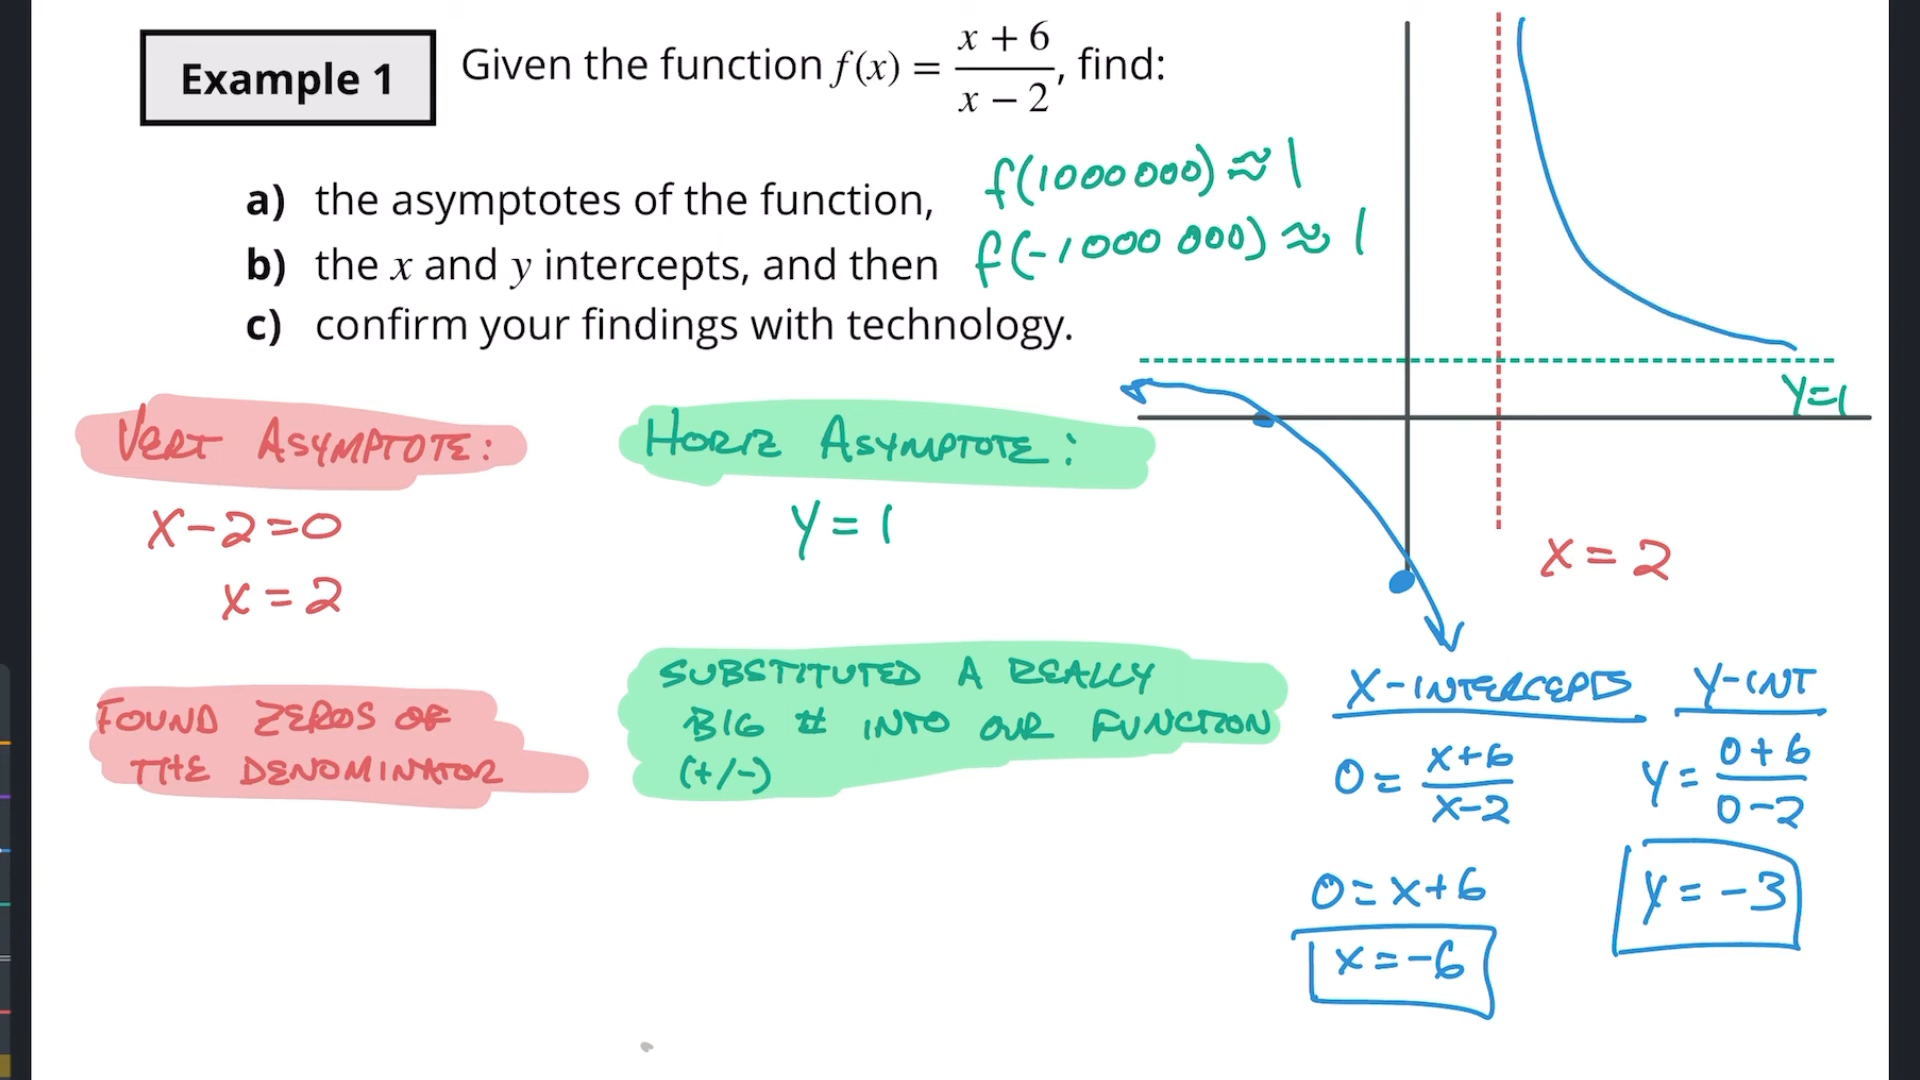 Example 1
Given the function f(x) = (x + 6)/(x − 2), find:
a) the asymptotes of the function,
b) the x and y intercepts, and then
c) confirm your findings with technology.
f(1000 000) ≈ 1
f(-1000 000) ≈ 1
y=1
x=2
VERT ASYMPTOTE:
x-2=0
x=2
FOUND ZEROS OF
THE DENOMINATOR
HORIZ ASYMPTOTE:
y=1
SUBSTITUTED A REALLY
BIG # INTO OUR FUNCTION
(+/-)
X-INTERCEPTS
0= (x+6)/(x-2)
0=x+6
x=-6
Y-INT
y= (0+6)/(0-2)
y=-3